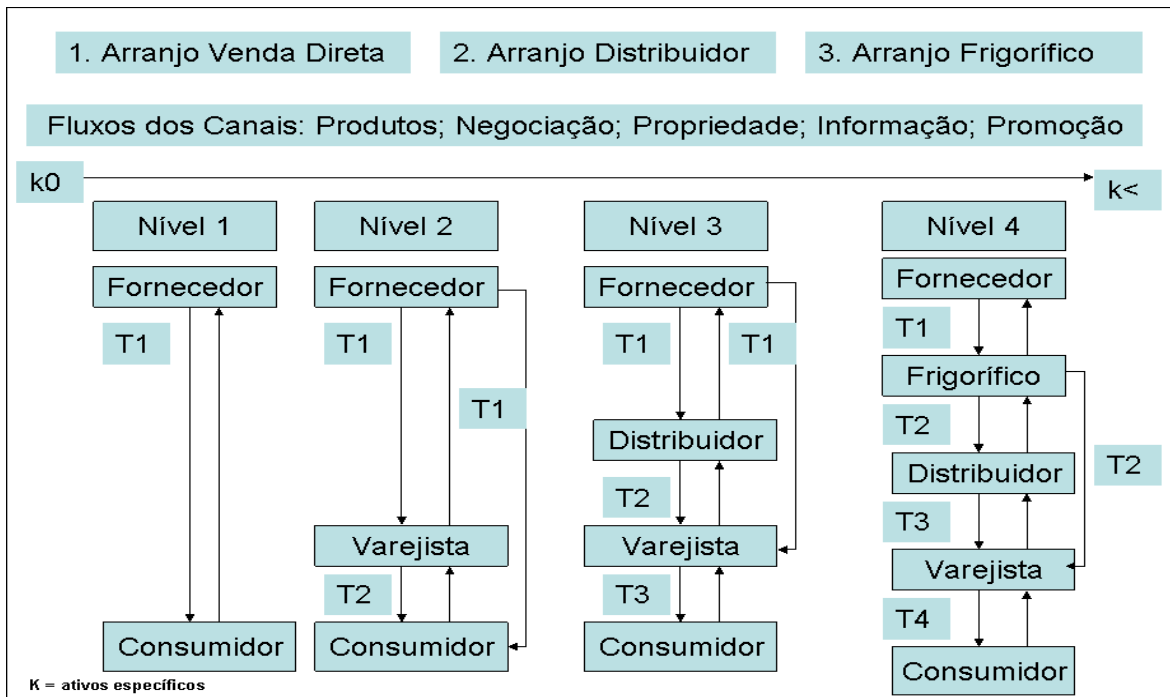 1. Arranjo Venda Direta
2. Arranjo Distribuidor
3. Arranjo Frigorífico
Fluxos dos Canais: Produtos; Negociação; Propriedade; Informação; Promoção
k0
k<
Nível 1
Fornecedor
T1
Consumidor
Nível 2
Fornecedor
T1
T1
Varejista
T2
Consumidor
Nível 3
Fornecedor
T1
T1
Distribuidor
T2
Varejista
T3
Consumidor
Nível 4
Fornecedor
T1
Frigorífico
T2
T2
Distribuidor
T3
Varejista
T4
Consumidor
K = ativos específicos